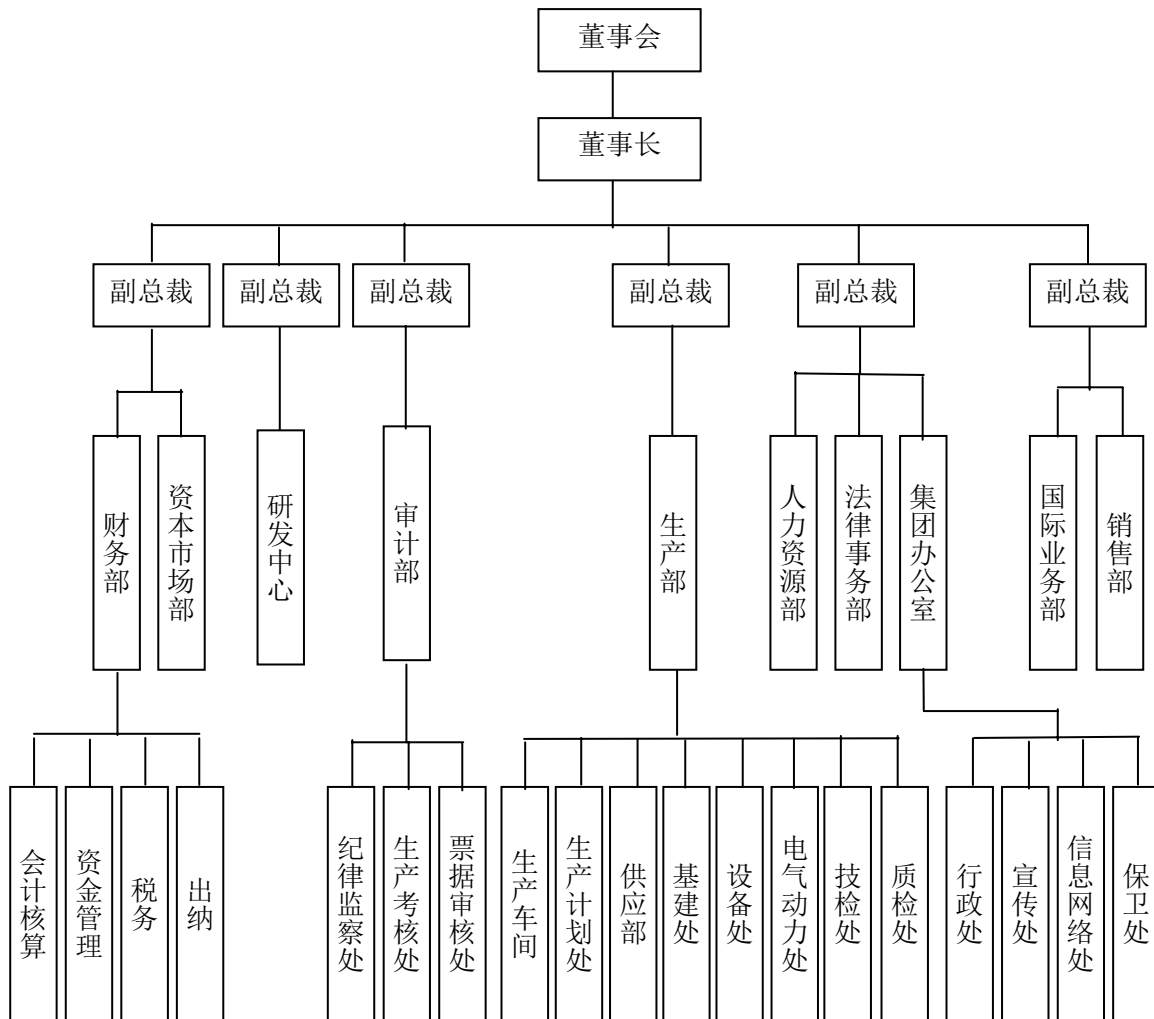 董事会
董事长
副总裁
副总裁
副总裁
副总裁
副总裁
副总裁
财务部
资本市场部
研发中心
审计部
生产部
人力资源部
法律事务部
集团办公室
国际业务部
销售部
会计核算
资金管理
税务
出纳
纪律监察处
生产考核处
票据审核处
生产车间
生产计划处
供应部
基建处
设备处
电气动力处
技检处
质检处
行政处
宣传处
信息网络处
保卫处